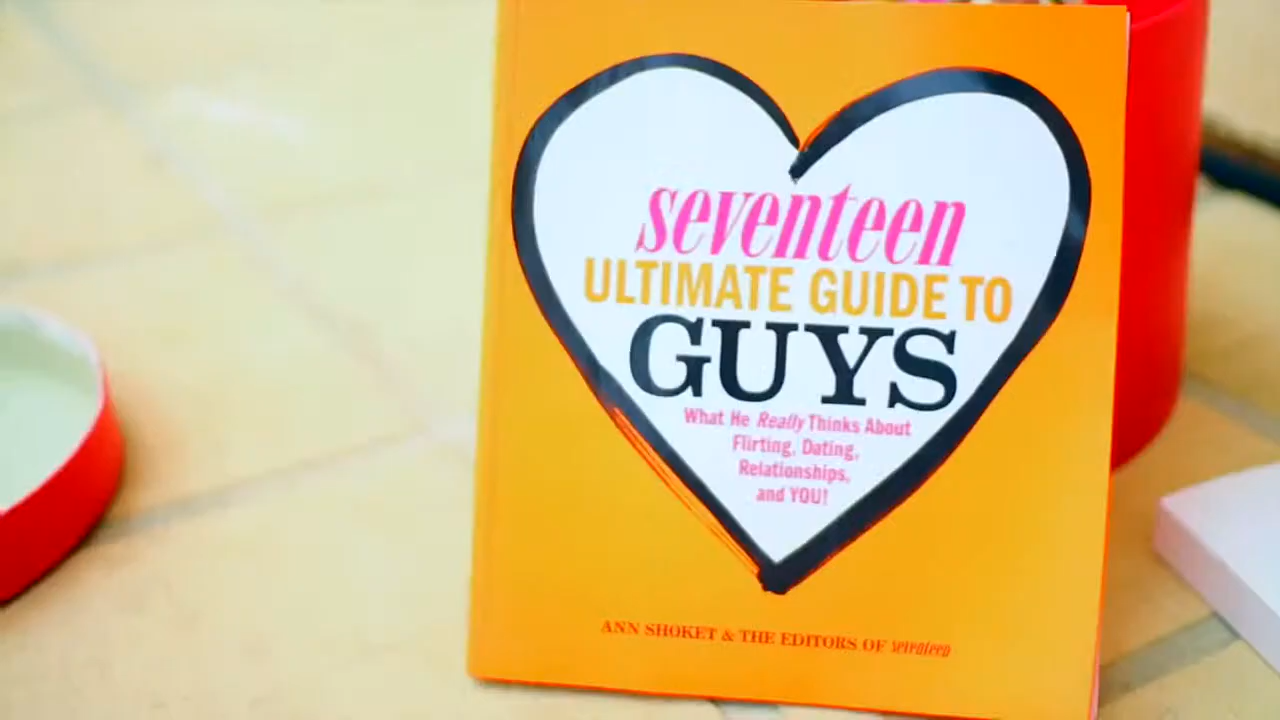 seventeen
ULTIMATE GUIDE TO
GUYS
What He Really Thinks About
Flirting, Dating,
Relationships,
and YOU!
ANN SHOKET & THE EDITORS OF seventeen